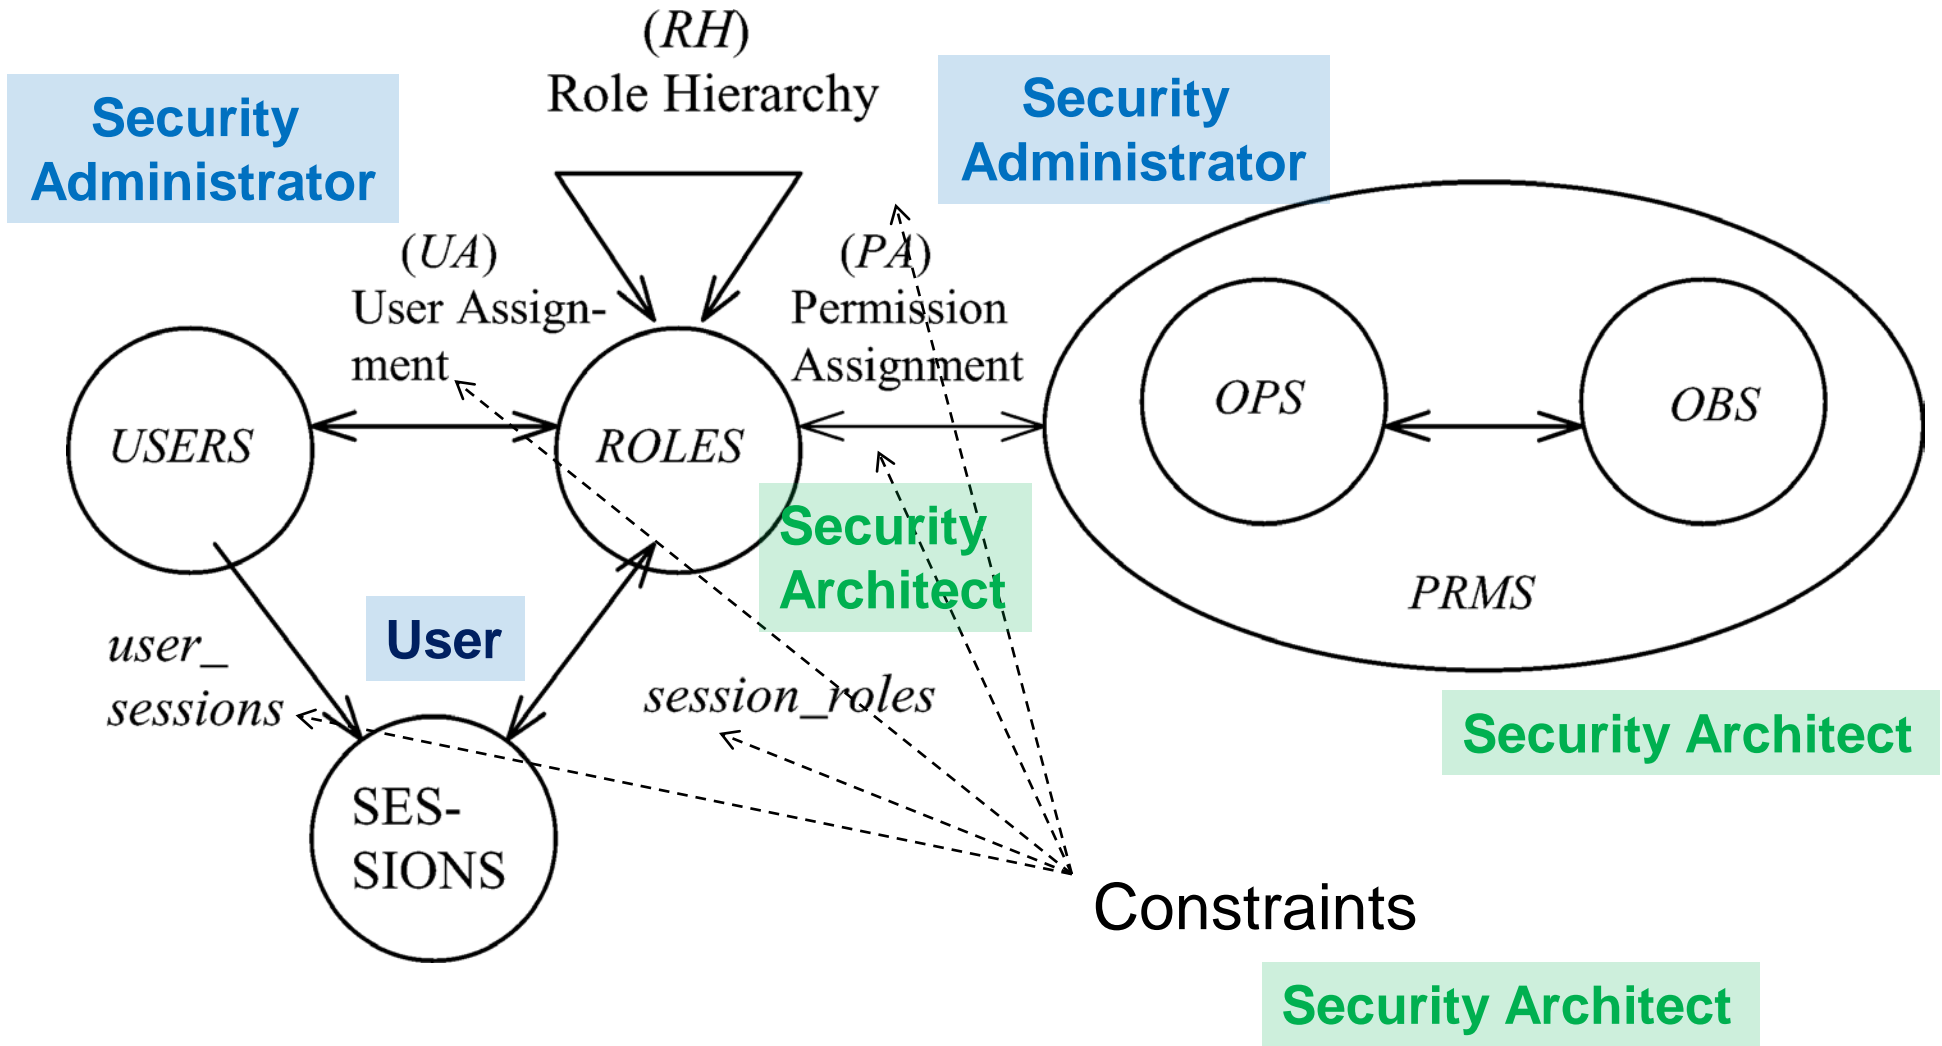 (RH)
Role Hierarchy
Security
Administrator
Security
Administrator
(UA)
User Assign-
ment
(PA)
Permission
Assignment
USERS
ROLES
OPS
OBS
PRMS
Security
Architect
User
user_
sessions
session_roles
Security Architect
SES-
SIONS
Constraints
Security Architect